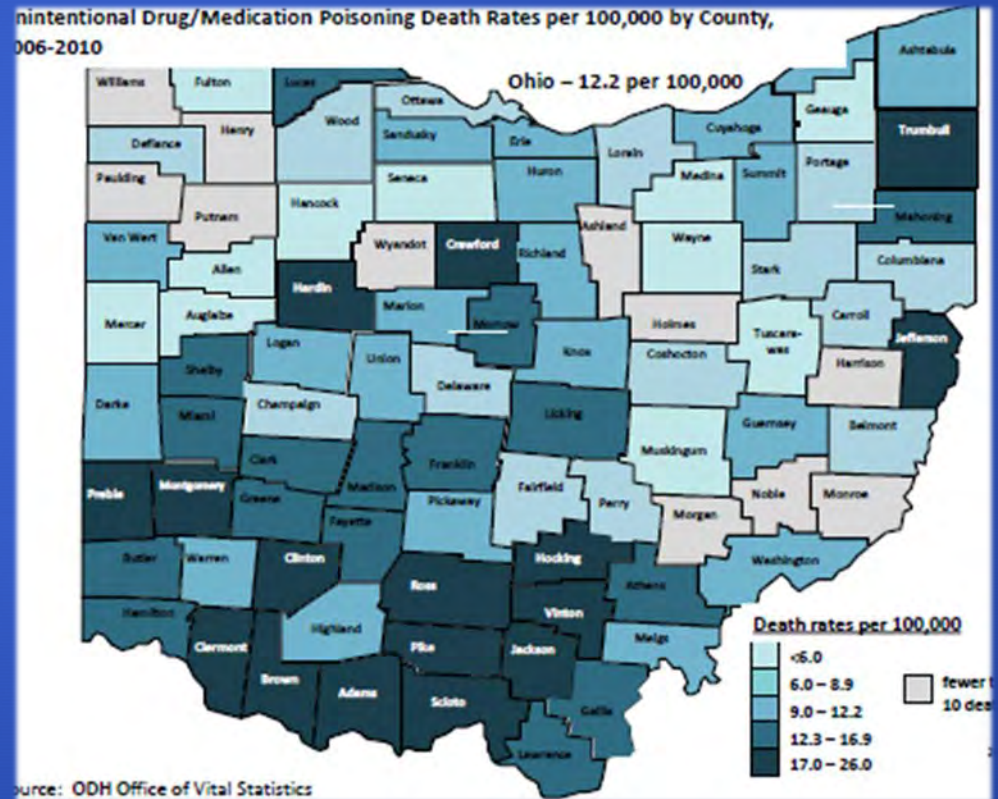 nintentional Drug/Medication Poisoning Death Rates per 100,000 by County,
006-2010
Ohio – 12.2 per 100,000
Ashtabula
Williams
Fulton
Lucas
Ottawa
Geauga
Wood
Henry
Sandusky
Erie
Cuyahoga
Trumbull
Defiance
Lorain
Portage
Paulding
Seneca
Huron
Medina
Summit
Hancock
Putnam
Mahoning
Van Wert
Wyandot
Crawford
Richland
Ashland
Wayne
Columbiana
Allen
Stark
Hardin
Marion
Mercer
Auglaize
Morrow
Holmes
Carroll
Tuscara-
was
Jefferson
Logan
Union
Knox
Coshocton
Harrison
Shelby
Delaware
Darke
Champaign
Miami
Licking
Guernsey
Belmont
Muskingum
Clark
Franklin
Madison
Preble
Montgomery
Greene
Pickaway
Fairfield
Perry
Noble
Monroe
Morgan
Fayette
Butler
Warren
Clinton
Hocking
Washington
Ross
Athens
Hamilton
Vinton
Highland
Meigs
Clermont
Pike
Jackson
Brown
Adams
Scioto
Gallia
Lawrence
Death rates per 100,000
<6.0
6.0 – 8.9
9.0 – 12.2
12.3 – 16.9
17.0 – 26.0
fewer t
10 dea
ource: ODH Office of Vital Statistics